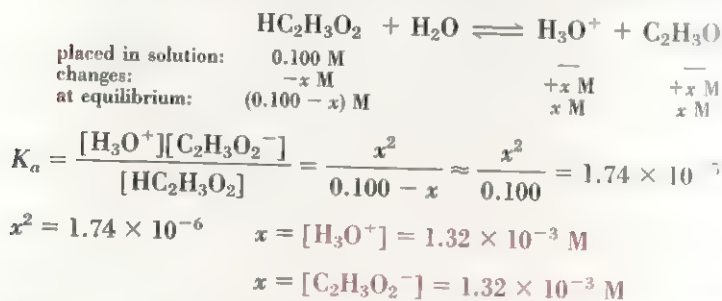 HC₂H₃O₂ + H₂O ⇌ H₃O⁺ + C₂H₃O
placed in solution: 0.100 M — —
changes: −x M +x M +x M
at equilibrium: (0.100 − x) M x M x M
Kₐ = [H₃O⁺][C₂H₃O₂⁻] / [HC₂H₃O₂] = x² / (0.100 − x) ≈ x² / 0.100 = 1.74 × 10⁻⁵
x² = 1.74 × 10⁻⁶ x = [H₃O⁺] = 1.32 × 10⁻³ M
x = [C₂H₃O₂⁻] = 1.32 × 10⁻³ M